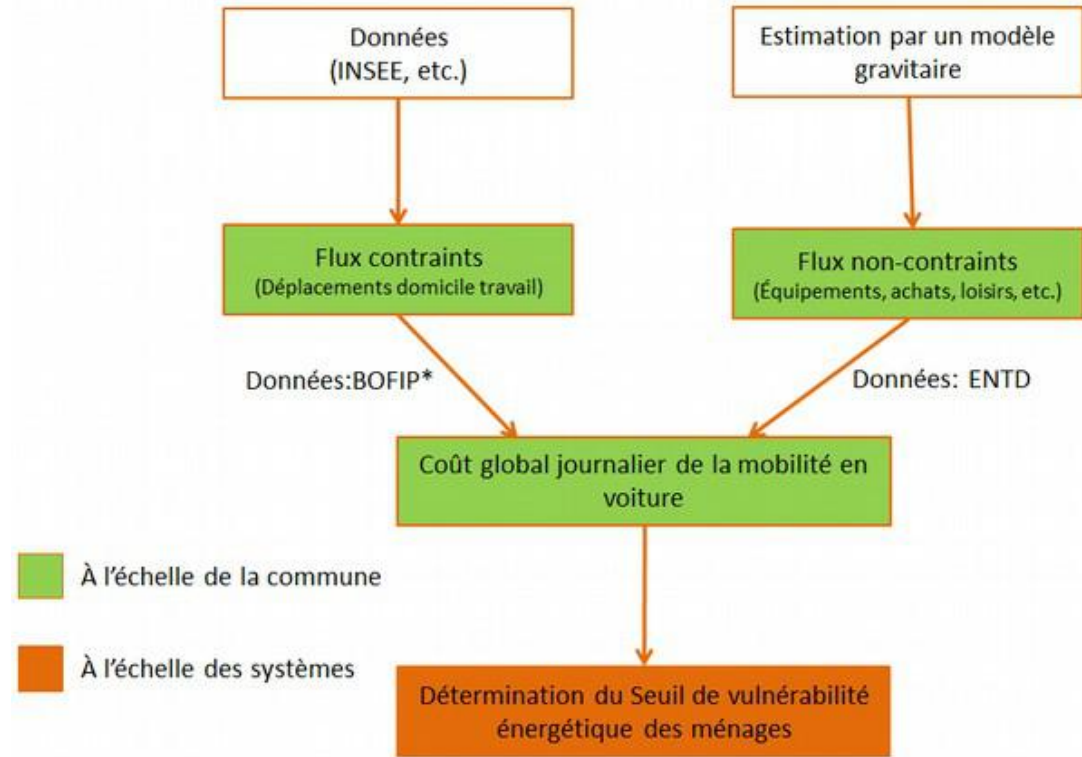 Données
(INSEE, etc.)
Estimation par un modèle
gravitaire
Flux contraints
(Déplacements domicile travail)
Flux non-contraints
(Équipements, achats, loisirs, etc.)
Données:BOFIP*
Données: ENTD
Coût global journalier de la mobilité en
voiture
À l’échelle de la commune
À l’échelle des systèmes
Détermination du Seuil de vulnérabilité
énergétique des ménages